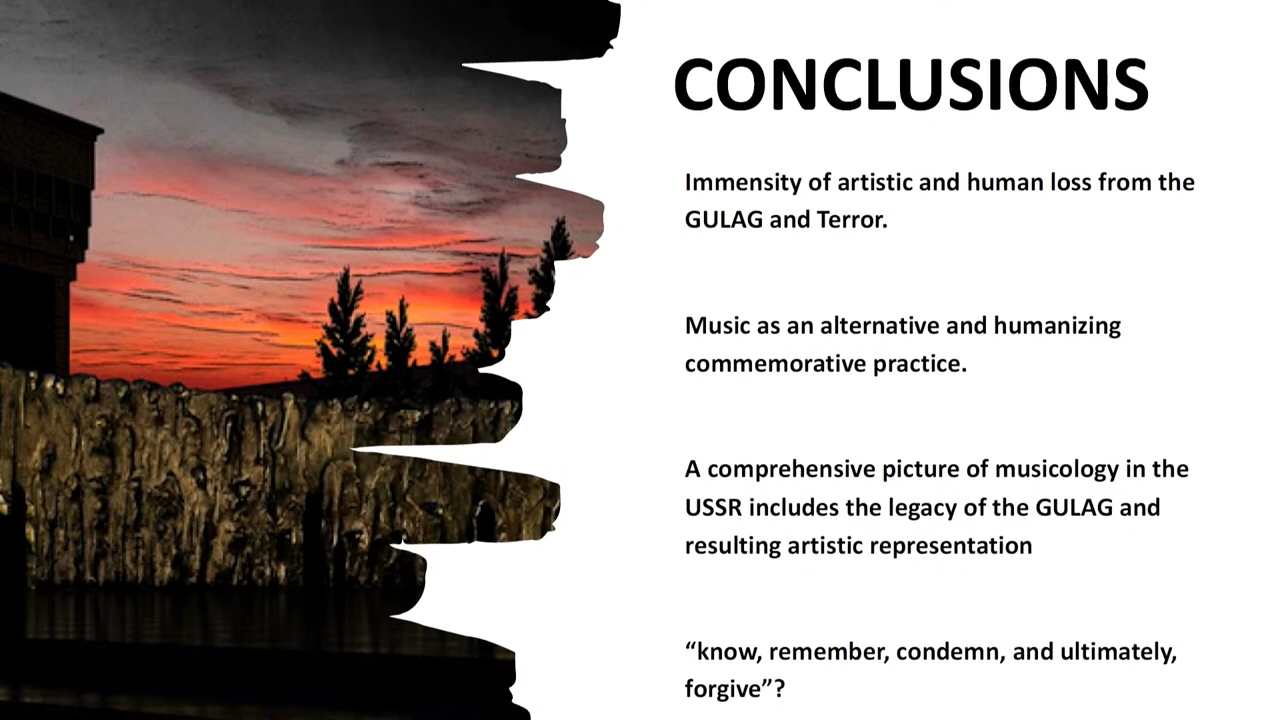 CONCLUSIONS
Immensity of artistic and human loss from the
GULAG and Terror.
Music as an alternative and humanizing
commemorative practice.
A comprehensive picture of musicology in the
USSR includes the legacy of the GULAG and
resulting artistic representation
“know, remember, condemn, and ultimately,
forgive”?